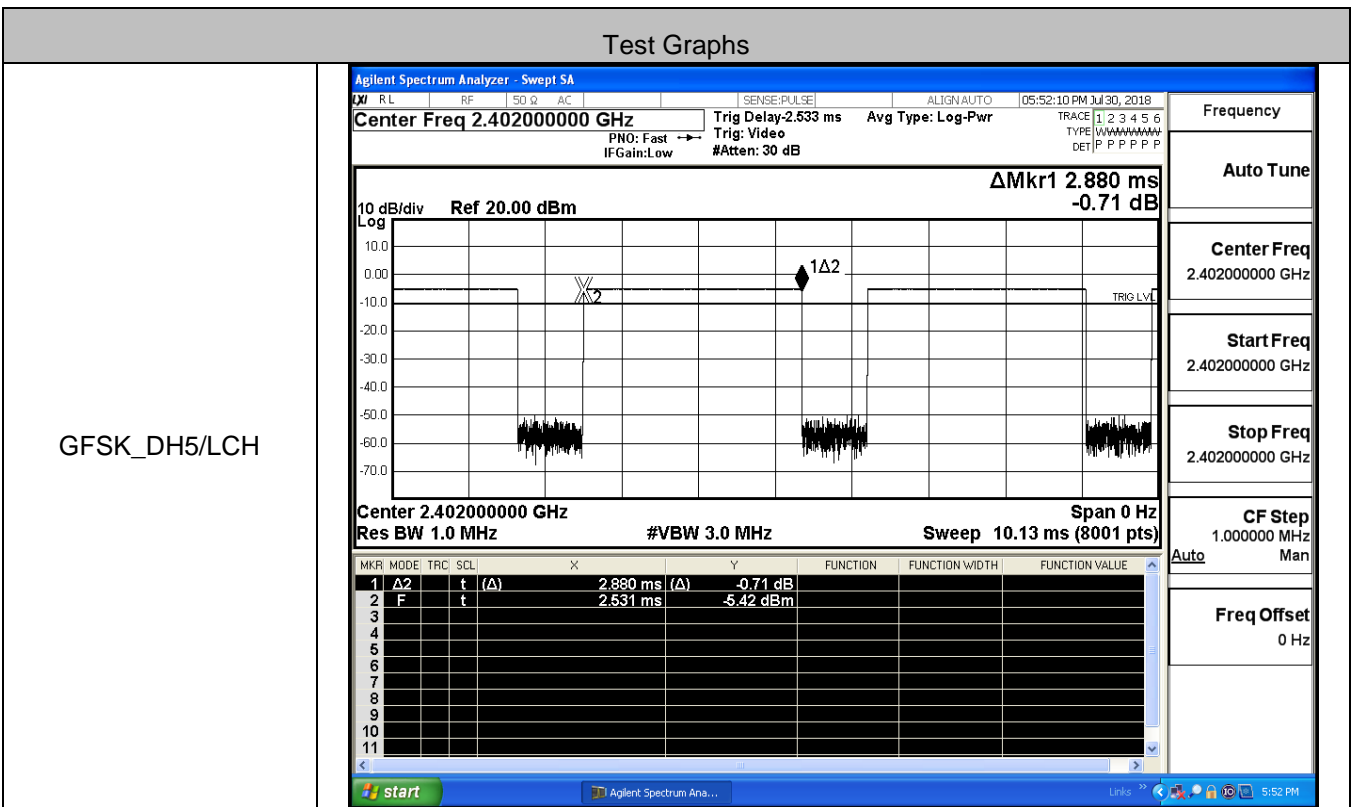 Test Graphs
GFSK_DH5/LCH
Agilent Spectrum Analyzer - Swept SA
LXI RL RF 50 Ω AC SENSE:PULSE ALIGN AUTO 05:52:10 PM Jul 30, 2018
Center Freq 2.402000000 GHz
PNO: Fast
IFGain:Low
Trig Delay-2.533 ms
Trig: Video
#Atten: 30 dB
Avg Type: Log-Pwr
TRACE 1 2 3 4 5 6
TYPE WWWWWW
DET P P P P P P
ΔMkr1 2.880 ms
-0.71 dB
10 dB/div Ref 20.00 dBm
Log
10.0
0.00
-10.0
-20.0
-30.0
-40.0
-50.0
-60.0
-70.0
2
1Δ2
TRIG LVL
Center 2.402000000 GHz Span 0 Hz
Res BW 1.0 MHz #VBW 3.0 MHz Sweep 10.13 ms (8001 pts)
MKR MODE TRC SCL X Y FUNCTION FUNCTION WIDTH FUNCTION VALUE
1 Δ2 t (Δ) 2.880 ms (Δ) -0.71 dB
2 F t 2.531 ms -5.42 dBm
3
4
5
6
7
8
9
10
11
Frequency
Auto Tune
Center Freq
2.402000000 GHz
Start Freq
2.402000000 GHz
Stop Freq
2.402000000 GHz
CF Step
1.000000 MHz
Auto Man
Freq Offset
0 Hz
start Agilent Spectrum Ana... Links » 5:52 PM